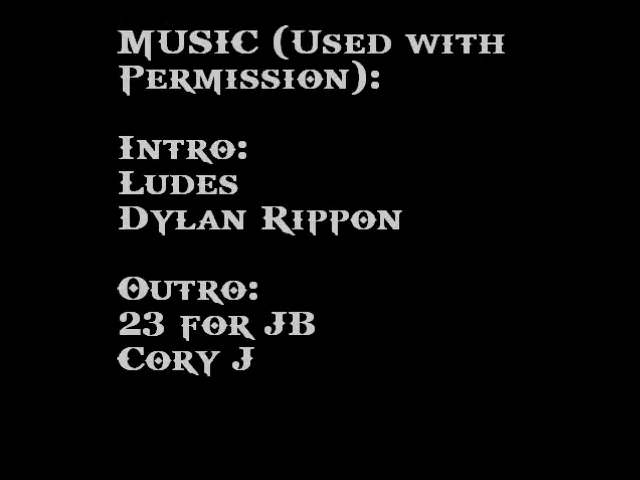 MUSIC (Used with
Permission):
Intro:
Ludes
Dylan Rippon
Outro:
23 for JB
Cory J